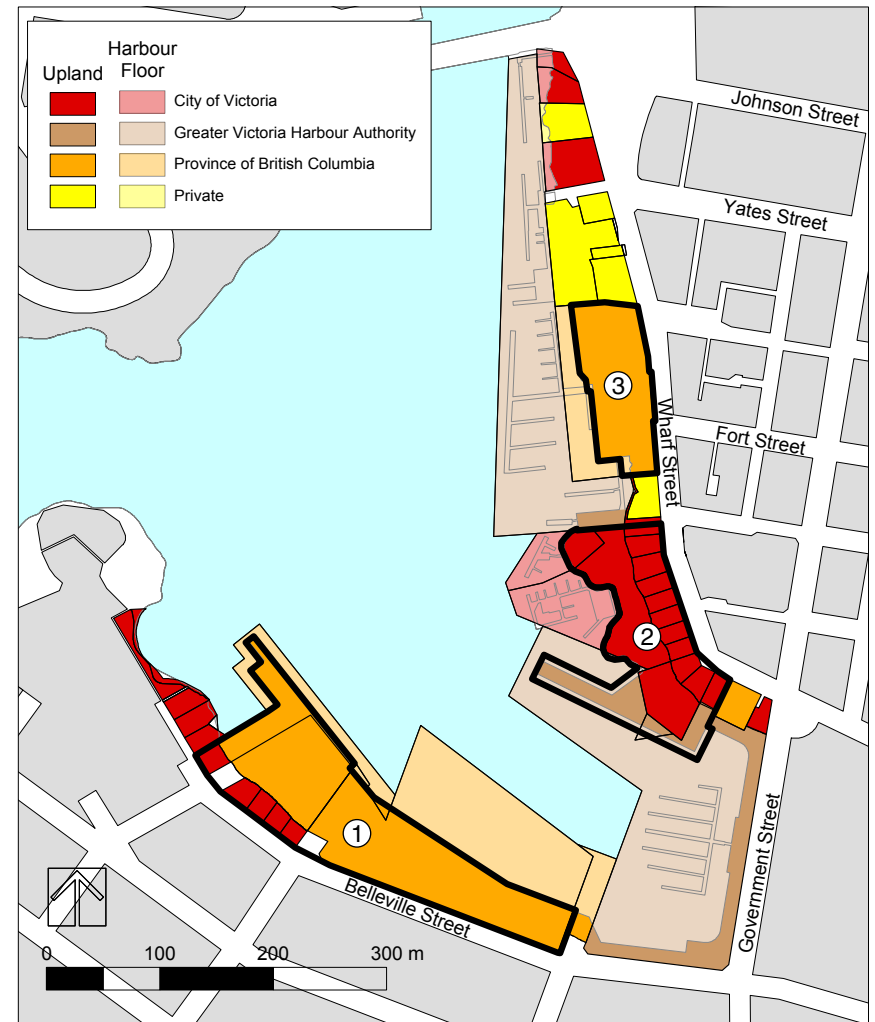 Harbour
Upland Floor
City of Victoria
Greater Victoria Harbour Authority
Province of British Columbia
Private
Johnson Street
Yates Street
Wharf Street
Fort Street
3
2
1
Belleville Street
Government Street
0 100 200 300 m